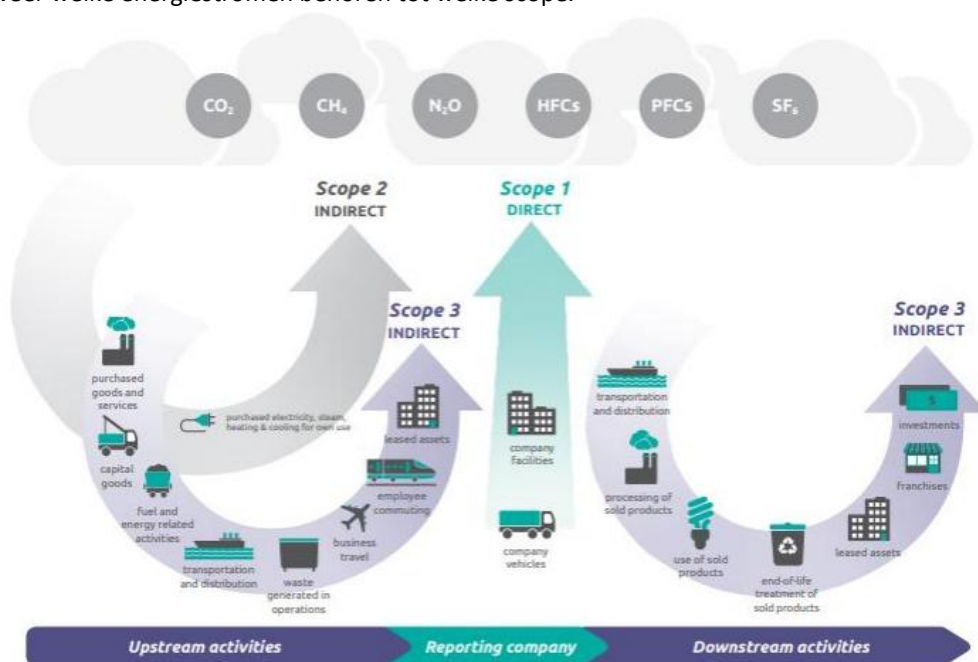 welke energiestromen behoren tot welke scope.
CO₂
CH₄
N₂O
HFCs
PFCs
SF₆
Scope 2
INDIRECT
Scope 1
DIRECT
Scope 3
INDIRECT
Scope 3
INDIRECT
purchased
goods and
services
capital
goods
fuel and
energy related
activities
transportation
and distribution
waste
generated in
operations
business
travel
employee
commuting
leased assets
purchased electricity, steam,
heating & cooling for own use
company
facilities
company
vehicles
transportation
and distribution
processing of
sold products
use of sold
products
end-of-life
treatment of
sold products
leased assets
franchises
investments
$
Upstream activities
Reporting company
Downstream activities